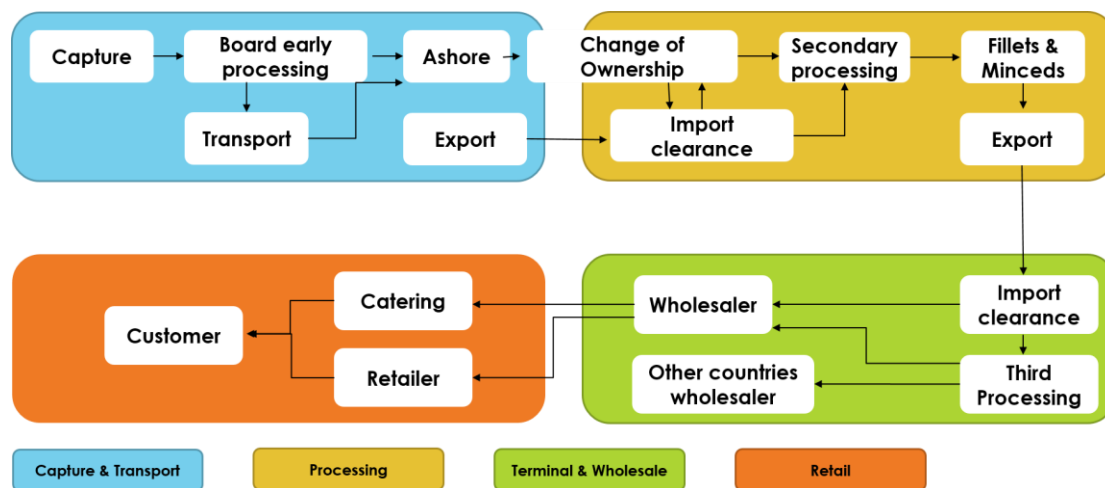 Capture
Board early
processing
Ashore
Change of
Ownership
Secondary
processing
Fillets &
Minceds
Transport
Export
Import
clearance
Export
Catering
Wholesaler
Import
clearance
Customer
Retailer
Other countries
wholesaler
Third
Processing
Capture & Transport
Processing
Terminal & Wholesale
Retail